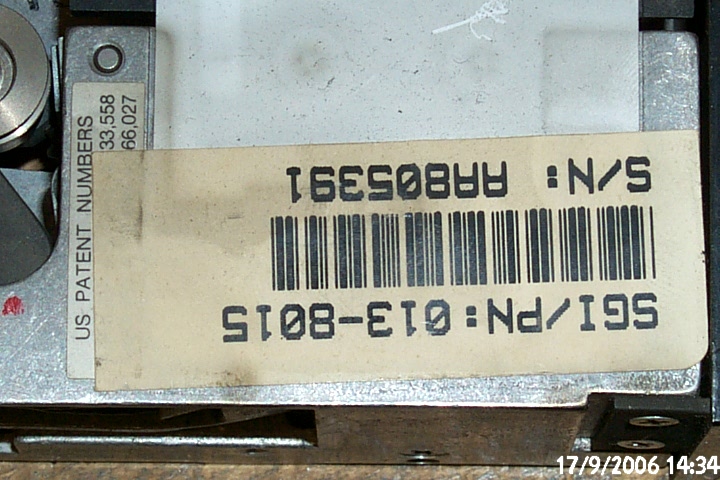 SGI/PN:013-8015
S/N: AA805391
US PATENT NUMBERS
33,558
66,027
17/9/2006 14:34